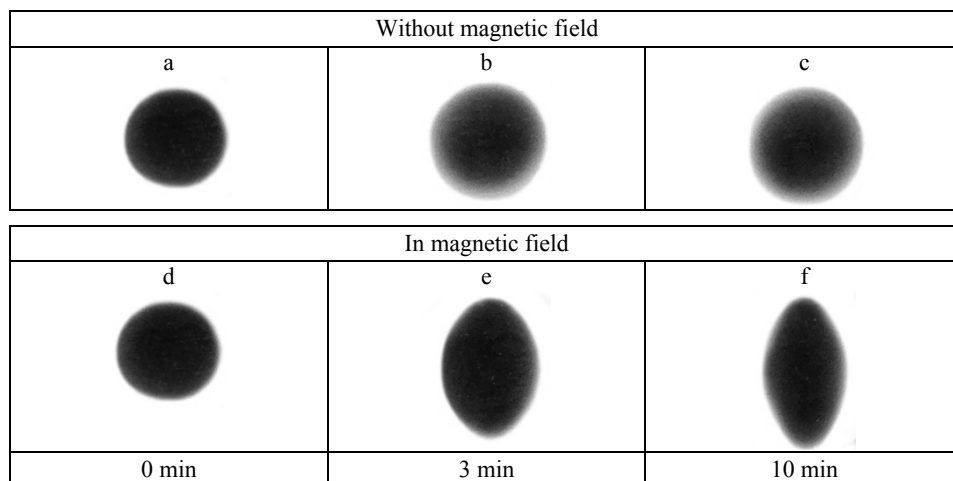 Without magnetic field
a b c
In magnetic field
d e f
0 min 3 min 10 min